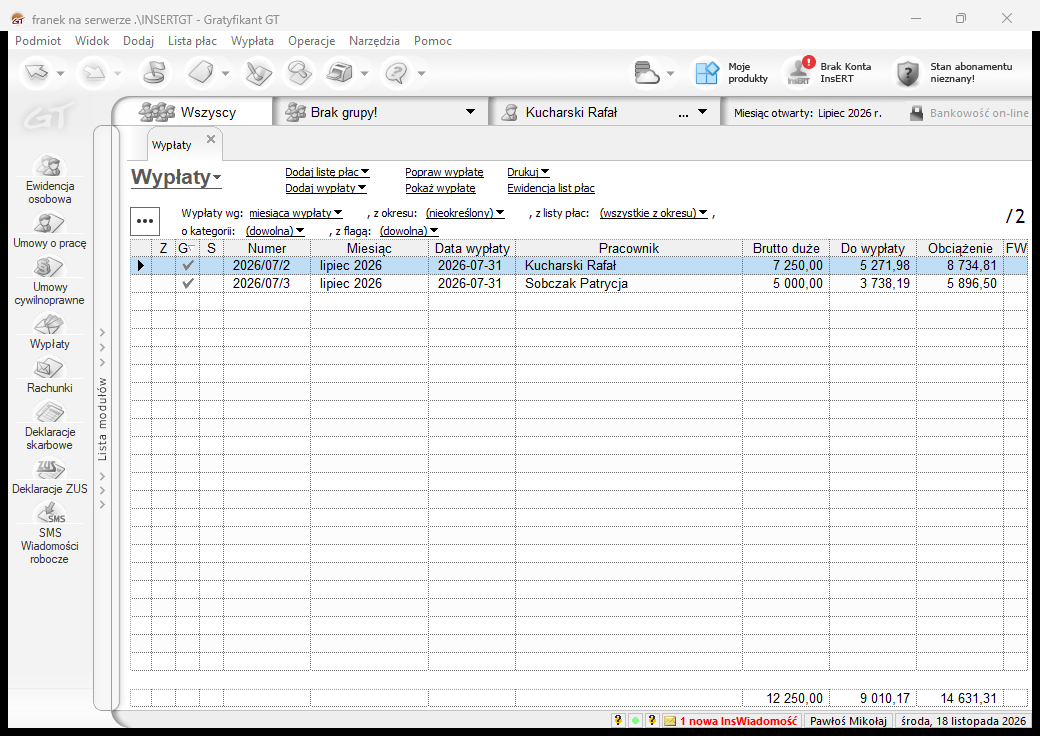 franek na serwerze .\INSERTGT - Gratyfikant GT
Podmiot Widok Dodaj Lista płac Wypłata Operacje Narzędzia Pomoc
Moje produkty
Brak Konta InsERT
Stan abonamentu nieznany!
GT
Wszyscy
Brak grupy!
Kucharski Rafał ...
Miesiąc otwarty: Lipiec 2026 r.
Bankowość on-line
Ewidencja osobowa
Umowy o pracę
Umowy cywilnoprawne
Wypłaty
Rachunki
Deklaracje skarbowe
Deklaracje ZUS
SMS Wiadomości robocze
Lista modułów
Wypłaty
Wypłaty
Dodaj listę płac Popraw wypłatę Drukuj
Dodaj wypłaty Pokaż wypłatę Ewidencja list płac
Wypłaty wg: miesiąca wypłaty , z okresu: (nieokreślony) , z listy płac: (wszystkie z okresu) ,
o kategorii: (dowolna) , z flagą: (dowolna)
/2
Z G S Numer Miesiąc Data wypłaty Pracownik Brutto duże Do wypłaty Obciążenie FW
2026/07/2 lipiec 2026 2026-07-31 Kucharski Rafał 7 250,00 5 271,98 8 734,81
2026/07/3 lipiec 2026 2026-07-31 Sobczak Patrycja 5 000,00 3 738,19 5 896,50
12 250,00 9 010,17 14 631,31
1 nowa InsWiadomość Pawłoś Mikołaj środa, 18 listopada 2026